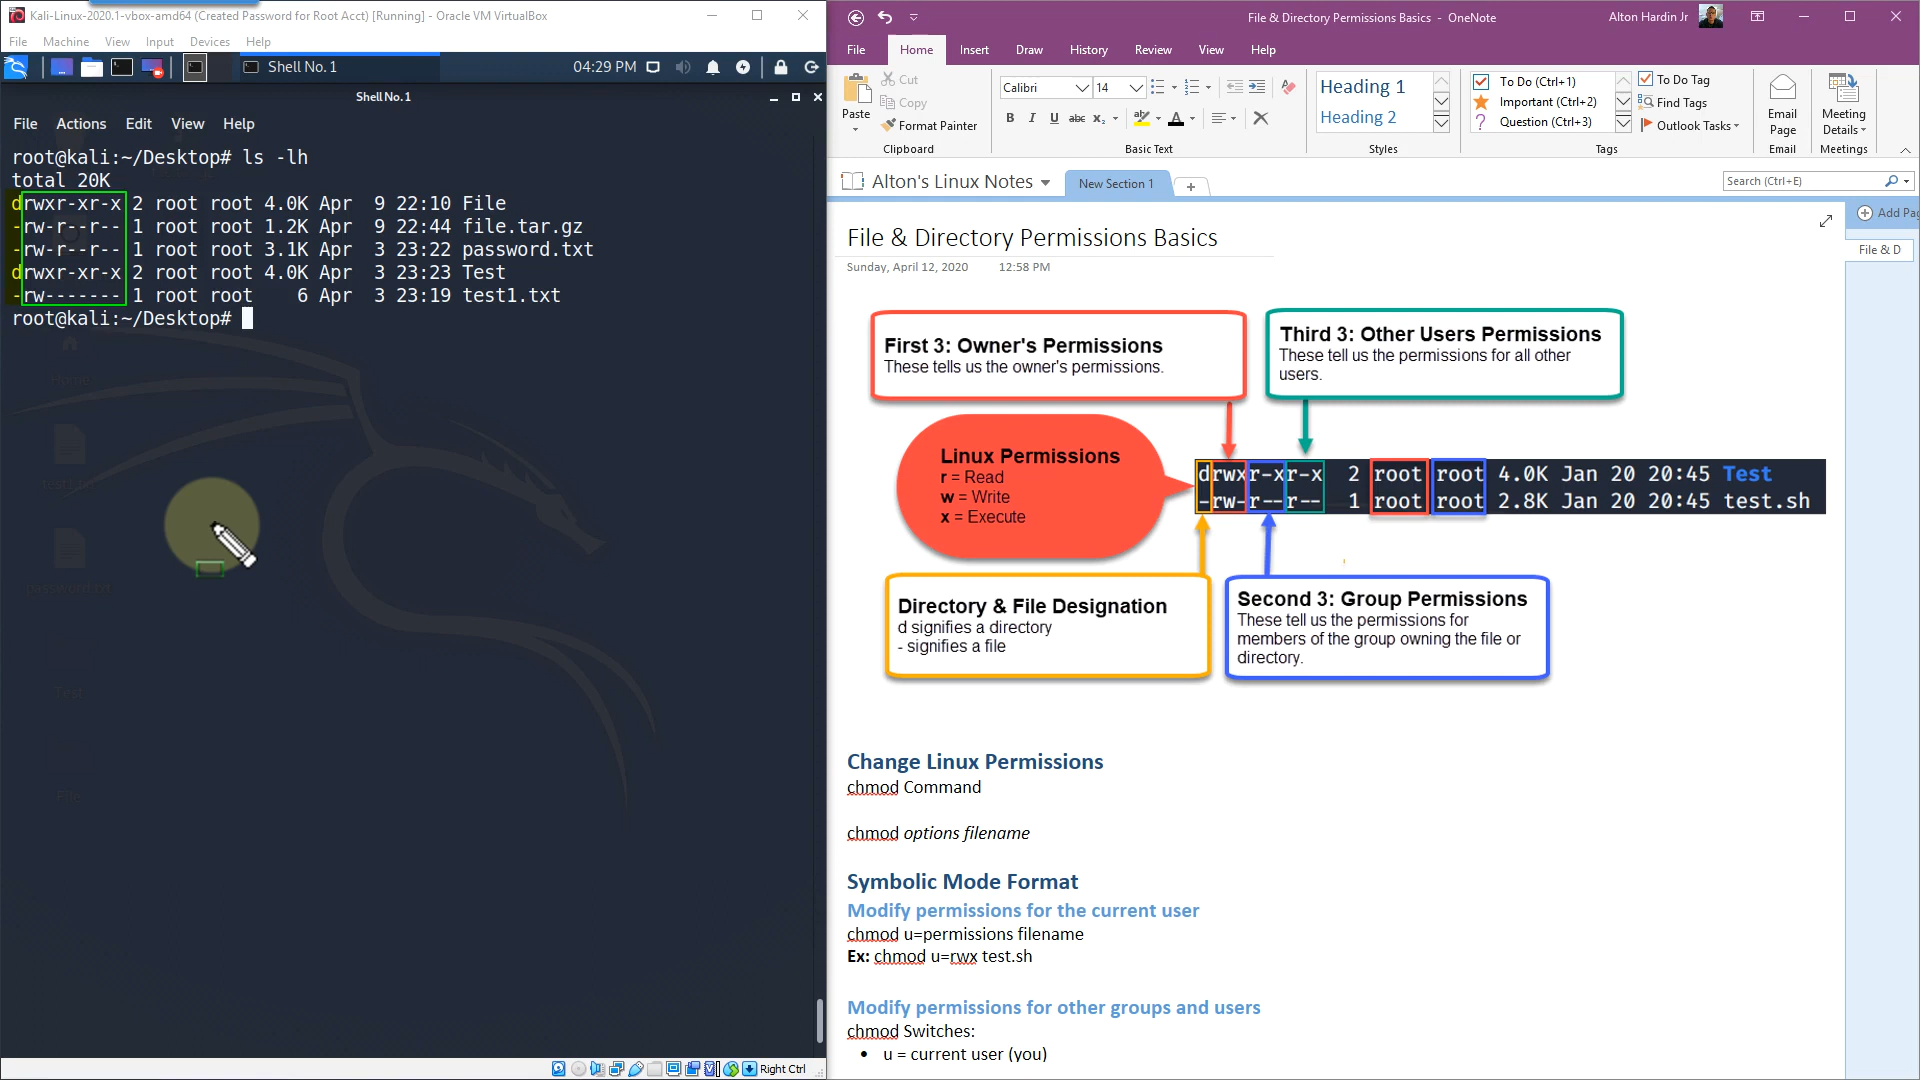 Kali-Linux-2020.1-vbox-amd64 (Created Password for Root Acct) [Running] - Oracle VM VirtualBox
File Machine View Input Devices Help
Shell No. 1
04:29 PM
Shell No. 1
File Actions Edit View Help
root@kali:~/Desktop# ls -lh
total 20K
drwxr-xr-x 2 root root 4.0K Apr  9 22:10 File
-rw-r--r-- 1 root root 1.2K Apr  9 22:44 file.tar.gz
-rw-r--r-- 1 root root 3.1K Apr  3 23:22 password.txt
drwxr-xr-x 2 root root 4.0K Apr  3 23:23 Test
-rw------- 1 root root    6 Apr  3 23:19 test1.txt
root@kali:~/Desktop#
Home
password.txt
Test
File
Right Ctrl
File & Directory Permissions Basics - OneNote
Alton Hardin Jr
File Home Insert Draw History Review View Help
Paste
Cut
Copy
Format Painter
Clipboard
Calibri 14
B I U abc x₂
ab A
Basic Text
Heading 1
Heading 2
Styles
To Do (Ctrl+1)
Important (Ctrl+2)
? Question (Ctrl+3)
To Do Tag
Find Tags
Outlook Tasks
Tags
Email Page
Email
Meeting Details
Meetings
Alton's Linux Notes
New Section 1
+
Search (Ctrl+E)
Add Pag
File & D
File & Directory Permissions Basics
Sunday, April 12, 2020 12:58 PM
First 3: Owner's Permissions
These tells us the owner's permissions.
Third 3: Other Users Permissions
These tell us the permissions for all other
users.
Linux Permissions
r = Read
w = Write
x = Execute
drwxr-xr-x 2 root root 4.0K Jan 20 20:45 Test
-rw-r--r-- 1 root root 2.8K Jan 20 20:45 test.sh
Directory & File Designation
d signifies a directory
- signifies a file
Second 3: Group Permissions
These tell us the permissions for
members of the group owning the file or
directory.
Change Linux Permissions
chmod Command
chmod options filename
Symbolic Mode Format
Modify permissions for the current user
chmod u=permissions filename
Ex: chmod u=rwx test.sh
Modify permissions for other groups and users
chmod Switches:
• u = current user (you)